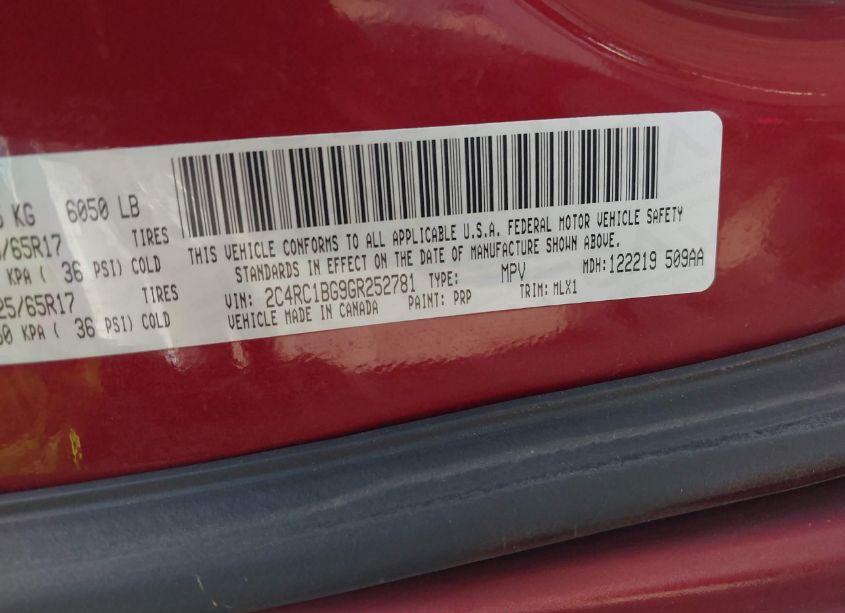 KG 6050 LB
/65R17 TIRES
KPA ( 36 PSI) COLD
25/65R17 TIRES
KPA ( 36 PSI) COLD
THIS VEHICLE CONFORMS TO ALL APPLICABLE U.S.A. FEDERAL MOTOR VEHICLE SAFETY
STANDARDS IN EFFECT ON THE DATE OF MANUFACTURE SHOWN ABOVE.
MDH:122219 509AA
VIN: 2C4RC1BG9GR252781 TYPE: MPV
VEHICLE MADE IN CANADA PAINT: PRP TRIM: MLX1